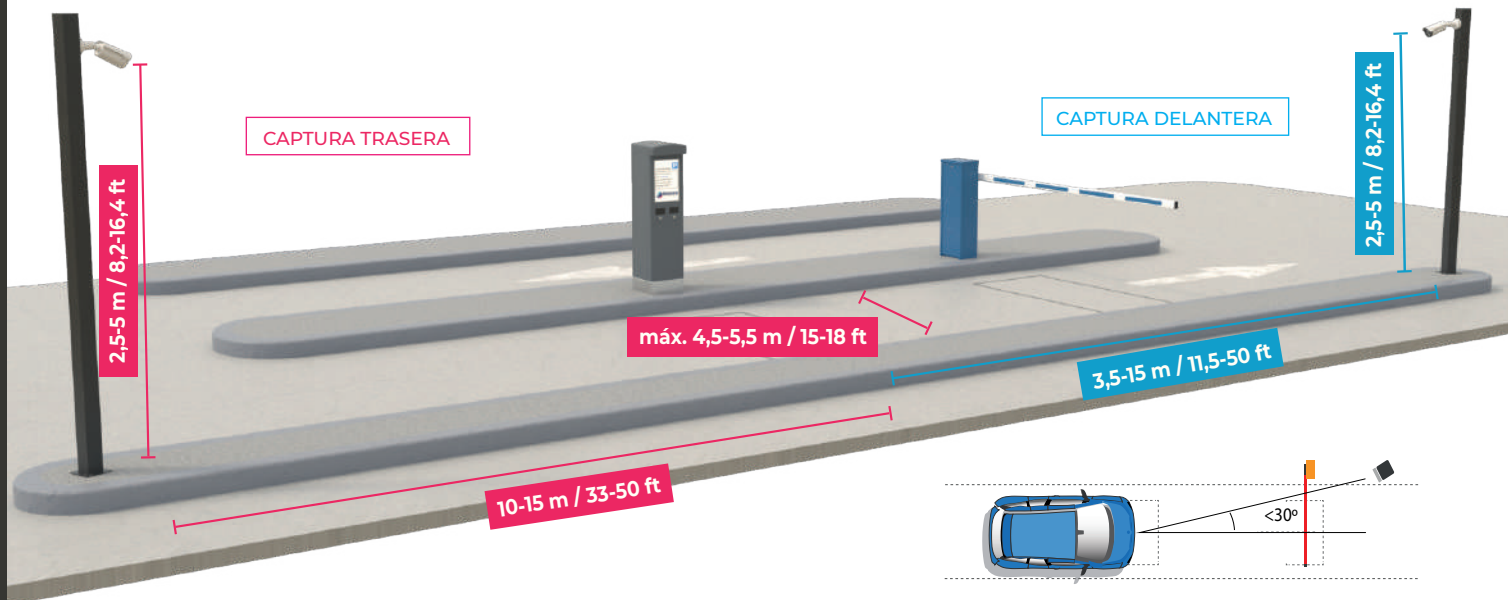 CAPTURA TRASERA
CAPTURA DELANTERA
2,5-5 m / 8,2-16,4 ft
2,5-5 m / 8,2-16,4 ft
máx. 4,5-5,5 m / 15-18 ft
3,5-15 m / 11,5-50 ft
10-15 m / 33-50 ft
<30º